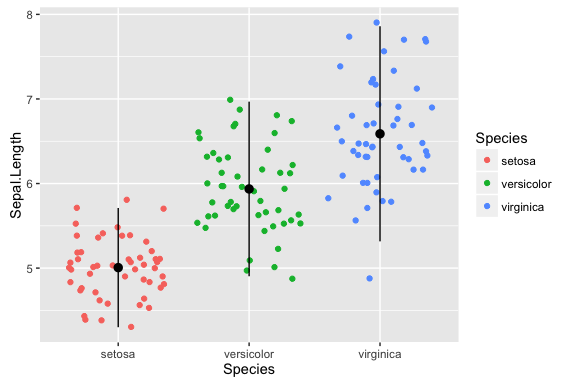 8
7
6
5
Sepal.Length
setosa
versicolor
virginica
Species
Species
setosa
versicolor
virginica